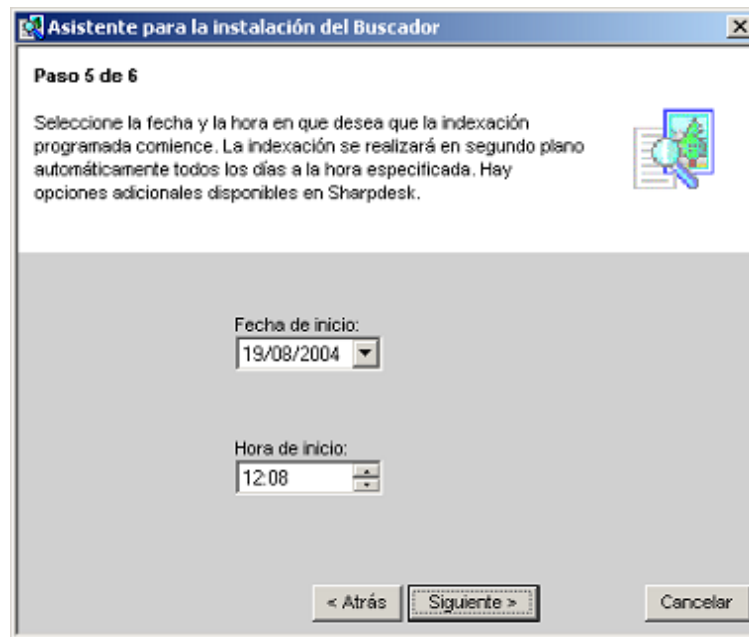 Asistente para la instalación del Buscador
Paso 5 de 6
Seleccione la fecha y la hora en que desea que la indexación
programada comience. La indexación se realizará en segundo plano
automáticamente todos los días a la hora especificada. Hay
opciones adicionales disponibles en Sharpdesk.
Fecha de inicio:
19/08/2004
Hora de inicio:
12:08
< Atrás Siguiente > Cancelar